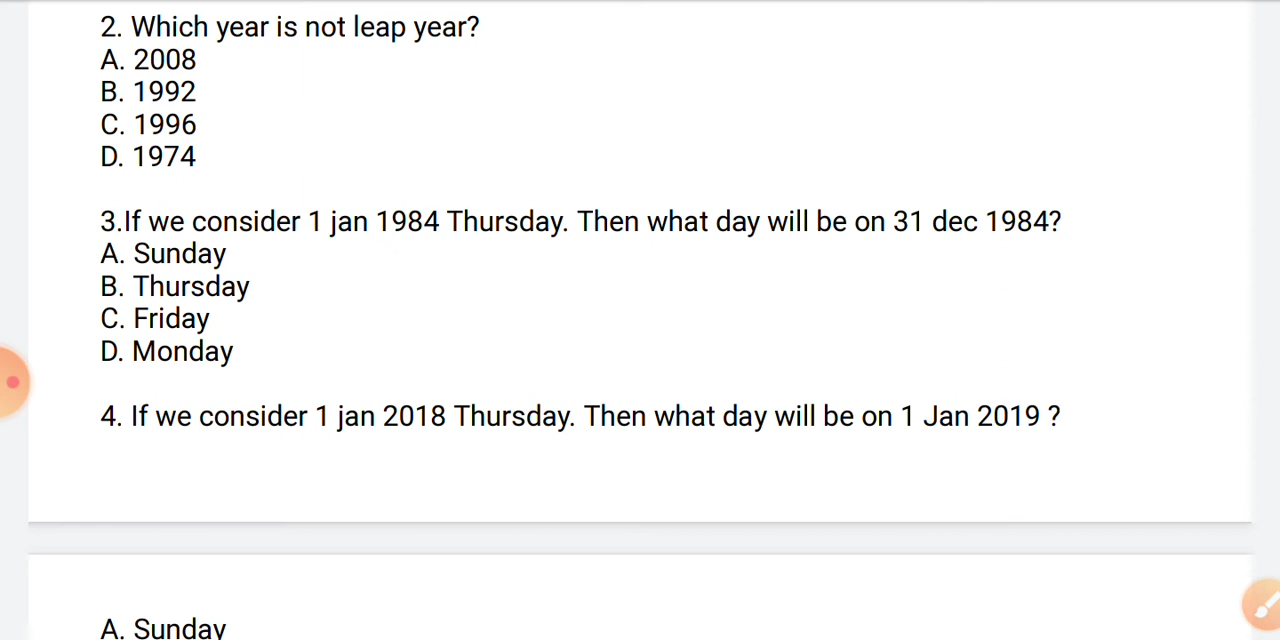 2. Which year is not leap year?
A. 2008
B. 1992
C. 1996
D. 1974
3.If we consider 1 jan 1984 Thursday. Then what day will be on 31 dec 1984?
A. Sunday
B. Thursday
C. Friday
D. Monday
4. If we consider 1 jan 2018 Thursday. Then what day will be on 1 Jan 2019 ?
A. Sunday